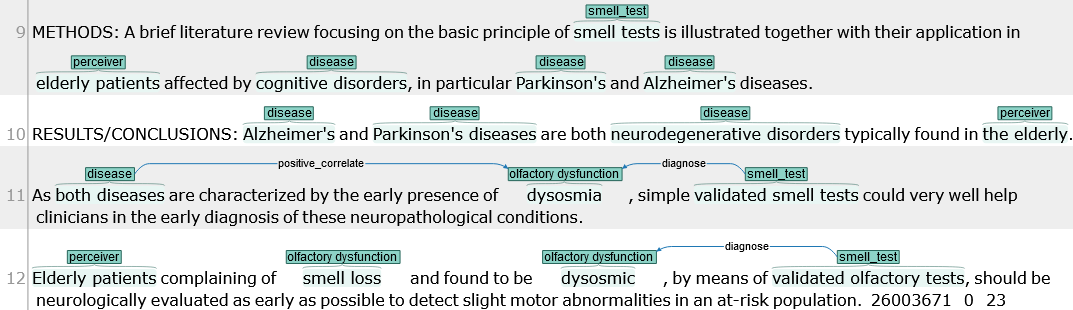 smell_test
9 METHODS: A brief literature review focusing on the basic principle of smell tests is illustrated together with their application in
perceiver disease disease disease
elderly patients affected by cognitive disorders, in particular Parkinson's and Alzheimer's diseases.
disease disease disease perceiver
10 RESULTS/CONCLUSIONS: Alzheimer's and Parkinson's diseases are both neurodegenerative disorders typically found in the elderly.
disease positive_correlate olfactory dysfunction diagnose smell_test
11 As both diseases are characterized by the early presence of dysosmia , simple validated smell tests could very well help
clinicians in the early diagnosis of these neuropathological conditions.
diagnose
perceiver olfactory dysfunction olfactory dysfunction smell_test
12 Elderly patients complaining of smell loss and found to be dysosmic , by means of validated olfactory tests, should be
neurologically evaluated as early as possible to detect slight motor abnormalities in an at-risk population. 26003671 0 23